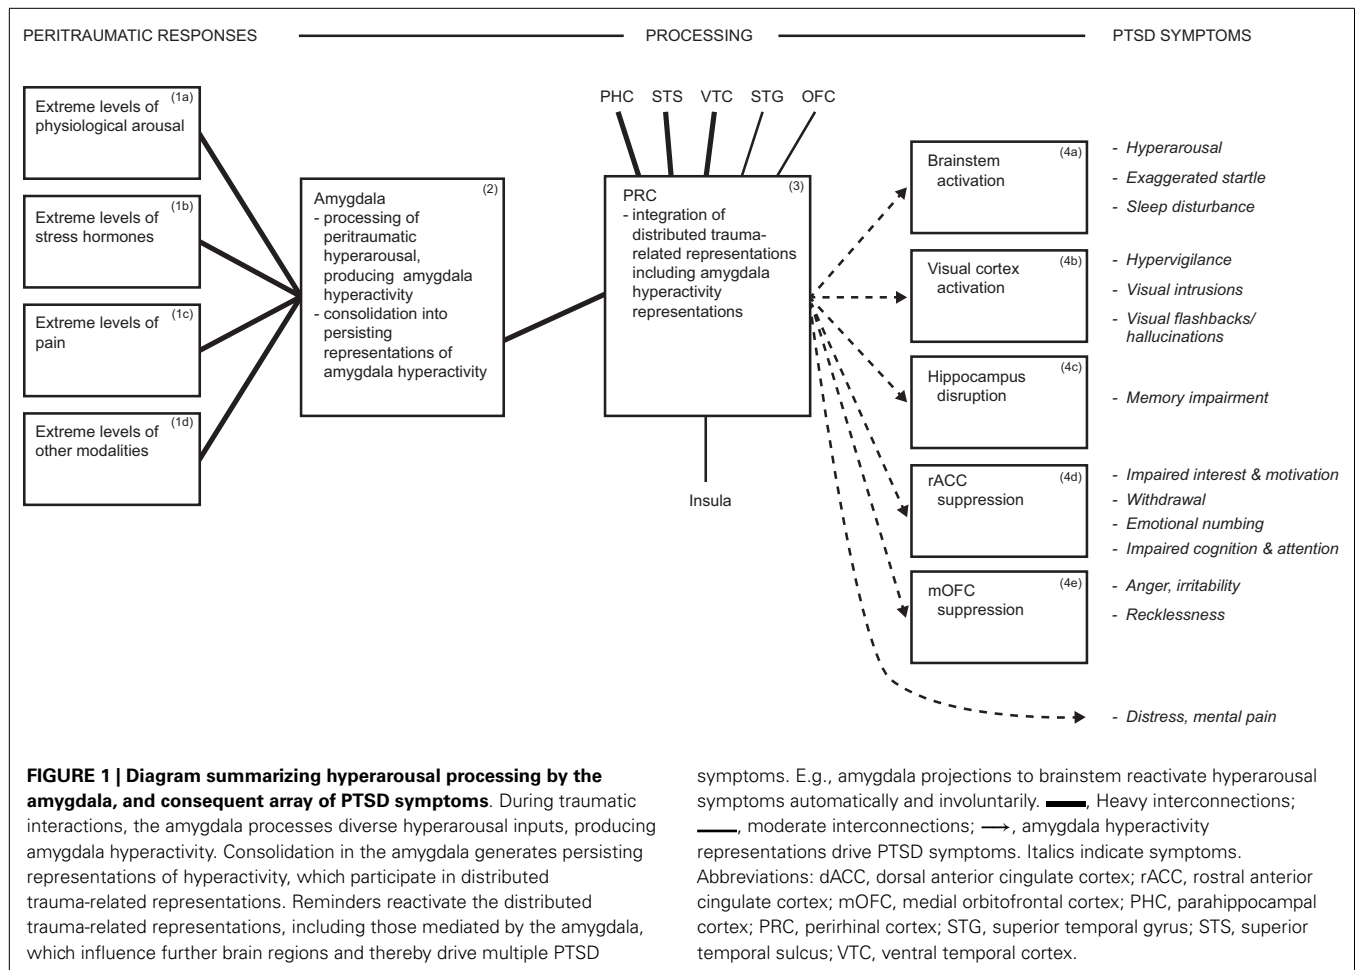 PERITRAUMATIC RESPONSES
PROCESSING
PTSD SYMPTOMS
(1a)
Extreme levels of
physiological arousal
(1b)
Extreme levels of
stress hormones
(1c)
Extreme levels of
pain
(1d)
Extreme levels of
other modalities
(2)
Amygdala
- processing of
peritraumatic
hyperarousal,
producing amygdala
hyperactivity
- consolidation into
persisting
representations of
amygdala hyperactivity
PHC STS VTC STG OFC
(3)
PRC
- integration of
distributed trauma-
related representations
including amygdala
hyperactivity
representations
Insula
(4a)
Brainstem
activation
- Hyperarousal
- Exaggerated startle
- Sleep disturbance
(4b)
Visual cortex
activation
- Hypervigilance
- Visual intrusions
- Visual flashbacks/
hallucinations
(4c)
Hippocampus
disruption
- Memory impairment
(4d)
rACC
suppression
- Impaired interest & motivation
- Withdrawal
- Emotional numbing
- Impaired cognition & attention
(4e)
mOFC
suppression
- Anger, irritability
- Recklessness
- Distress, mental pain
FIGURE 1 | Diagram summarizing hyperarousal processing by the
amygdala, and consequent array of PTSD symptoms. During traumatic
interactions, the amygdala processes diverse hyperarousal inputs, producing
amygdala hyperactivity. Consolidation in the amygdala generates persisting
representations of hyperactivity, which participate in distributed
trauma-related representations. Reminders reactivate the distributed
trauma-related representations, including those mediated by the amygdala,
which influence further brain regions and thereby drive multiple PTSD
symptoms. E.g., amygdala projections to brainstem reactivate hyperarousal
symptoms automatically and involuntarily. , Heavy interconnections;
, moderate interconnections; →, amygdala hyperactivity
representations drive PTSD symptoms. Italics indicate symptoms.
Abbreviations: dACC, dorsal anterior cingulate cortex; rACC, rostral anterior
cingulate cortex; mOFC, medial orbitofrontal cortex; PHC, parahippocampal
cortex; PRC, perirhinal cortex; STG, superior temporal gyrus; STS, superior
temporal sulcus; VTC, ventral temporal cortex.